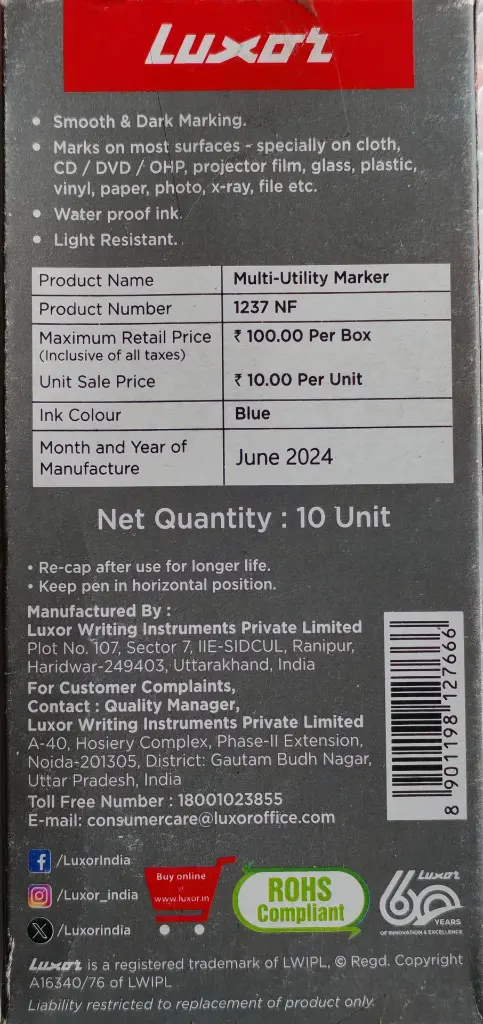 Luxor
• Smooth & Dark Marking.
• Marks on most surfaces - specially on cloth,
CD / DVD / OHP, projector film, glass, plastic,
vinyl, paper, photo, x-ray, file etc.
• Water proof ink.
• Light Resistant.
Product Name Multi-Utility Marker
Product Number 1237 NF
Maximum Retail Price ₹ 100.00 Per Box
(Inclusive of all taxes)
Unit Sale Price ₹ 10.00 Per Unit
Ink Colour Blue
Month and Year of
Manufacture June 2024
Net Quantity : 10 Unit
• Re-cap after use for longer life.
• Keep pen in horizontal position.
Manufactured By :
Luxor Writing Instruments Private Limited
Plot No. 107, Sector 7, IIE-SIDCUL, Ranipur,
Haridwar-249403, Uttarakhand, India
For Customer Complaints,
Contact : Quality Manager,
Luxor Writing Instruments Private Limited
A-40, Hosiery Complex, Phase-II Extension,
Noida-201305, District: Gautam Budh Nagar,
Uttar Pradesh, India
Toll Free Number : 18001023855
E-mail: consumercare@luxoroffice.com
8 901198 127666
/LuxorIndia
/Luxor_india
/Luxorindia
Buy online
at
www.luxor.in
ROHS
Compliant
Luxor
60
YEARS
OF INNOVATION & EXCELLENCE
Luxor is a registered trademark of LWIPL, © Regd. Copyright
A16340/76 of LWIPL
Liability restricted to replacement of product only.